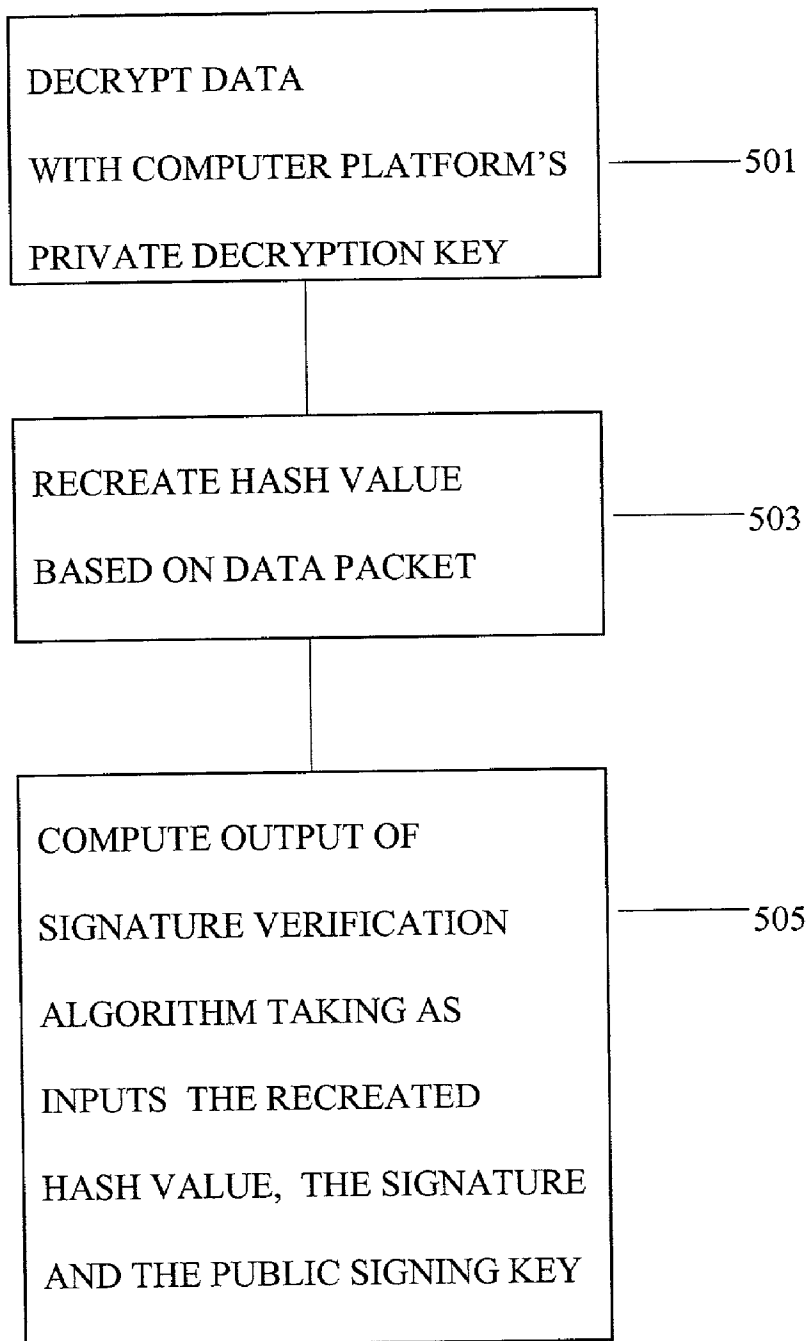 DECRYPT DATA
WITH COMPUTER PLATFORM'S
PRIVATE DECRYPTION KEY
501
RECREATE HASH VALUE
BASED ON DATA PACKET
503
COMPUTE OUTPUT OF
SIGNATURE VERIFICATION
ALGORITHM TAKING AS
INPUTS THE RECREATED
HASH VALUE, THE SIGNATURE
AND THE PUBLIC SIGNING KEY
505